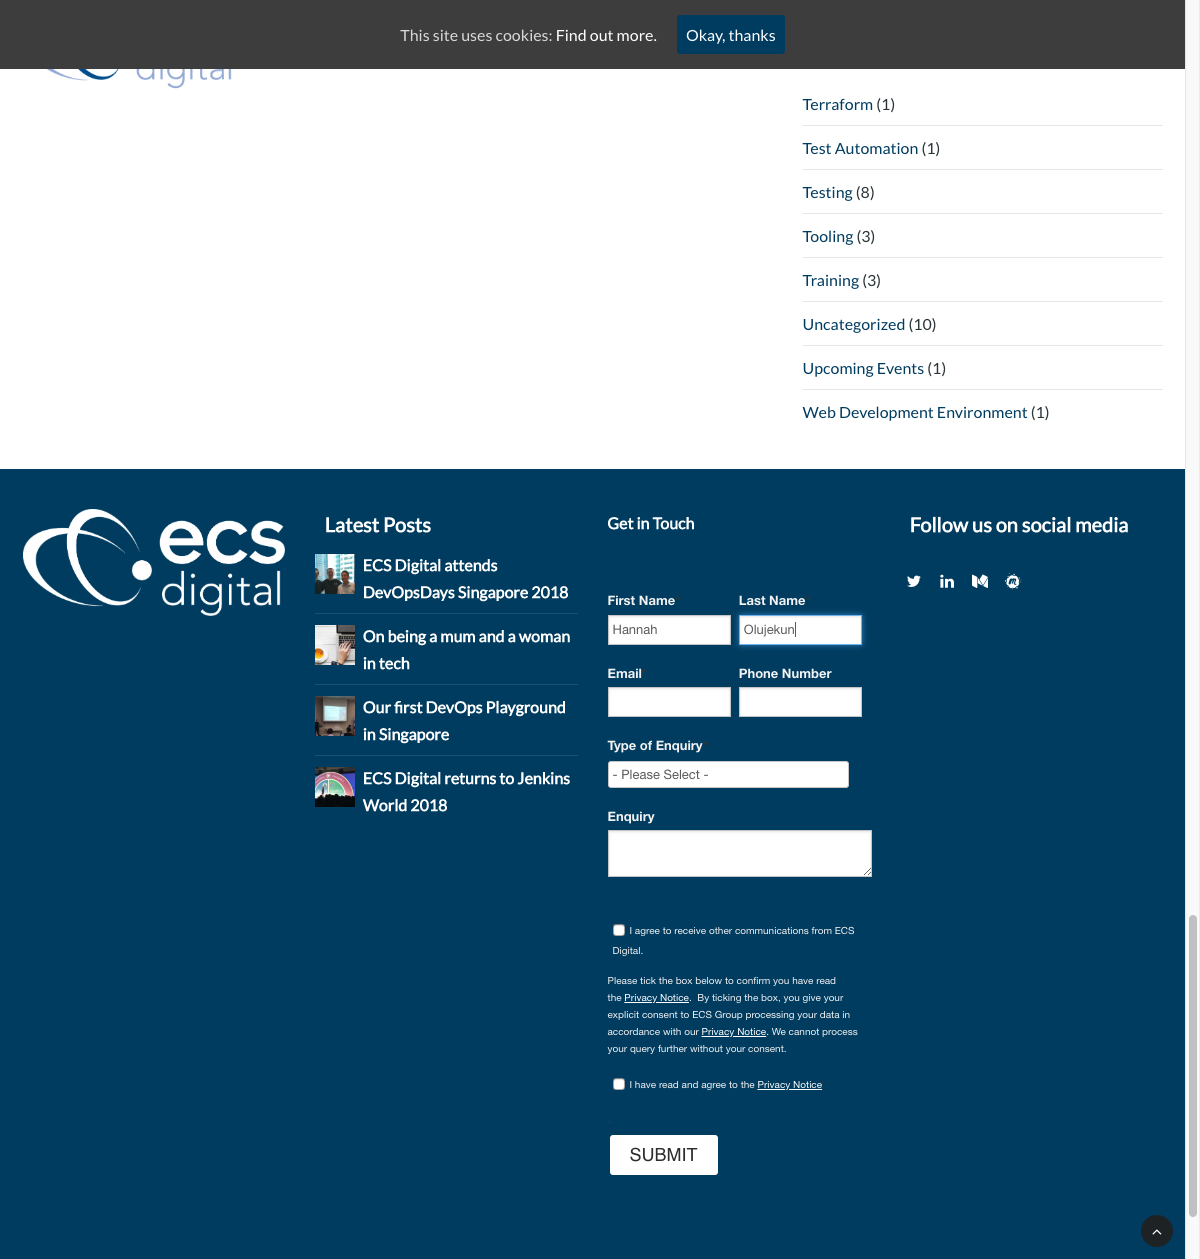 This site uses cookies: Find out more.
Okay, thanks
digital
Terraform (1)
Test Automation (1)
Testing (8)
Tooling (3)
Training (3)
Uncategorized (10)
Upcoming Events (1)
Web Development Environment (1)
ecs
digital
Latest Posts
ECS Digital attends
DevOpsDays Singapore 2018
On being a mum and a woman
in tech
Our first DevOps Playground
in Singapore
ECS Digital returns to Jenkins
World 2018
Get in Touch
First Name
Last Name
Hannah
Olujekun
Email
Phone Number
Type of Enquiry
- Please Select -
Enquiry
I agree to receive other communications from ECS
Digital.
Please tick the box below to confirm you have read
the Privacy Notice.  By ticking the box, you give your
explicit consent to ECS Group processing your data in
accordance with our Privacy Notice. We cannot process
your query further without your consent.
I have read and agree to the Privacy Notice
SUBMIT
Follow us on social media